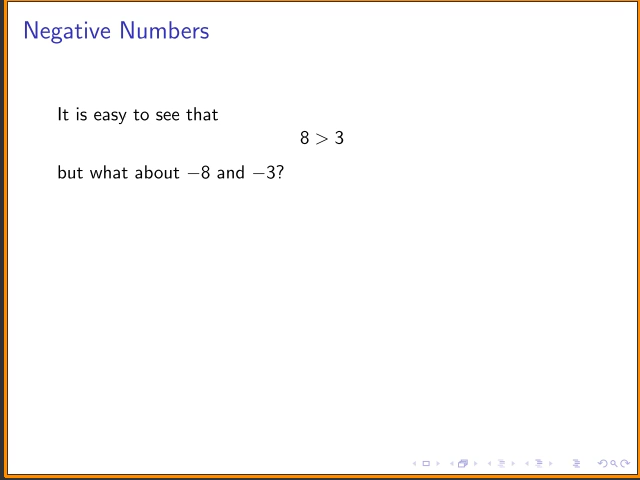 Negative Numbers
It is easy to see that
8 > 3
but what about −8 and −3?